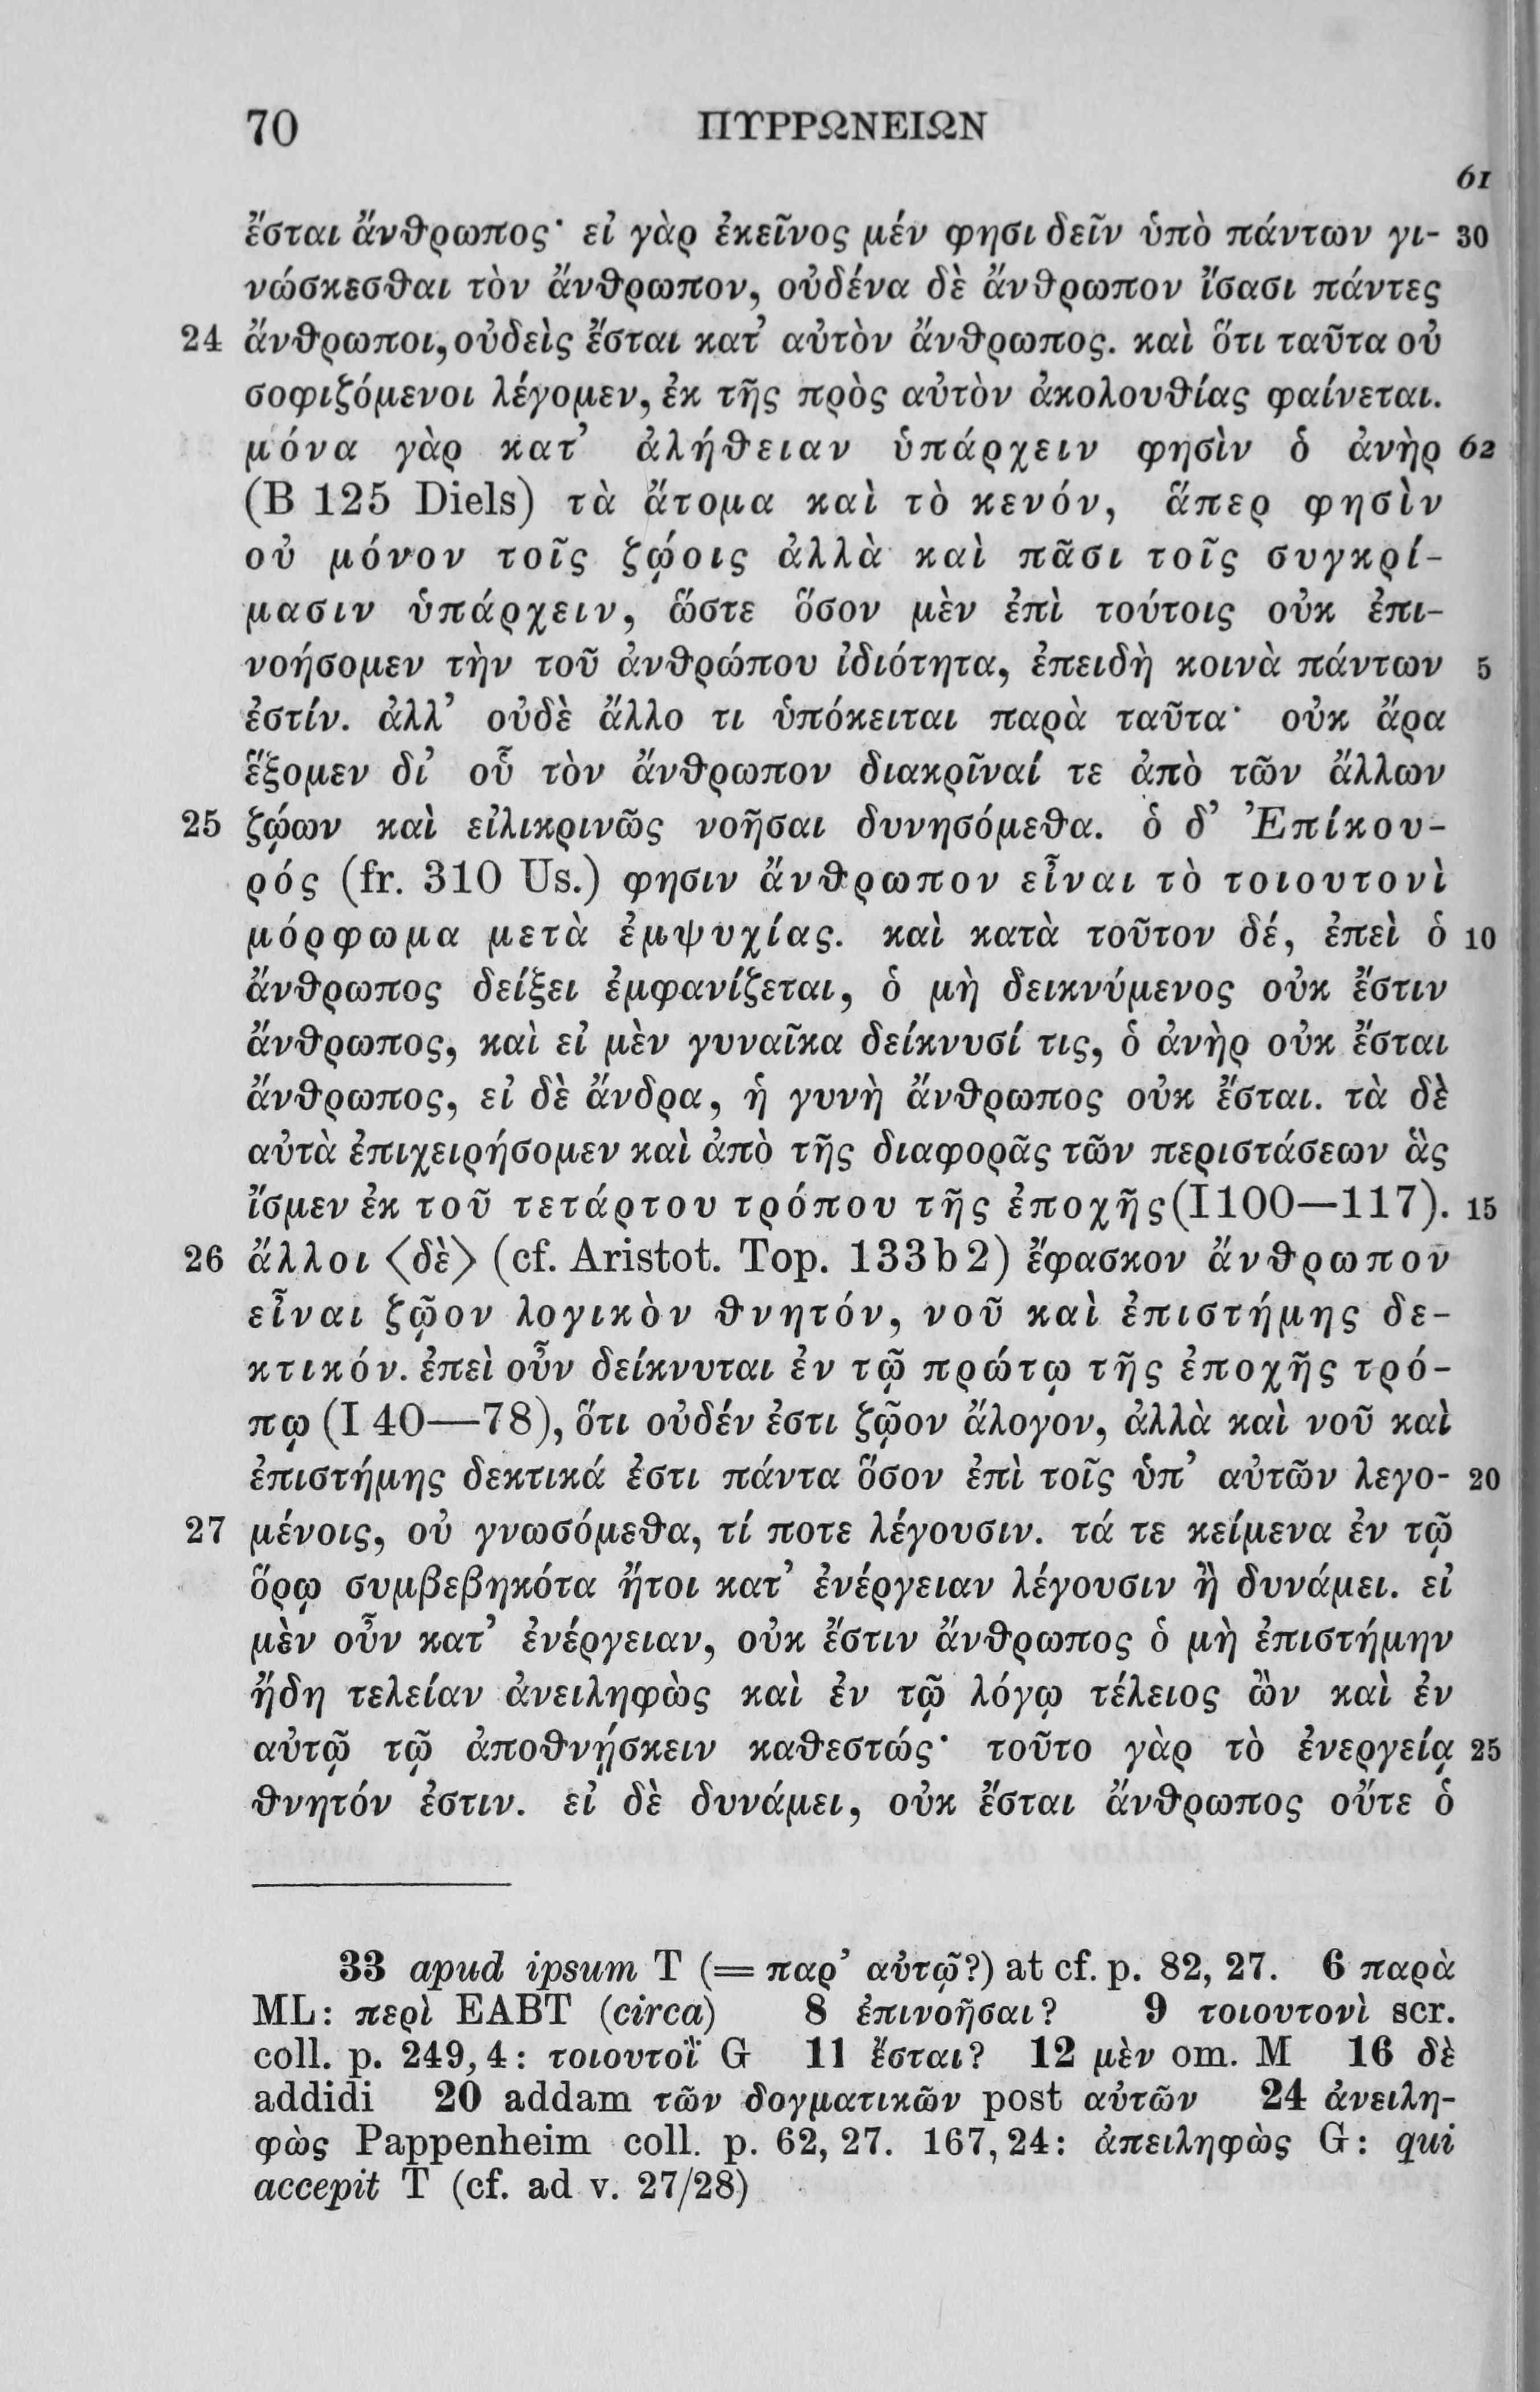 70 ΠΥΡΡΩΝΕΙΩΝ
61
ἔσται ἄνθρωπος· εἰ γὰρ ἐκεῖνος μέν φησι δεῖν ὑπὸ πάντων γι- 30
νώσκεσθαι τὸν ἄνθρωπον, οὐδένα δὲ ἄνθρωπον ἴσασι πάντες
24 ἄνθρωποι, οὐδεὶς ἔσται κατ’ αὐτὸν ἄνθρωπος. καὶ ὅτι ταῦτα οὐ
σοφιζόμενοι λέγομεν, ἐκ τῆς πρὸς αὐτὸν ἀκολουθίας φαίνεται.
μόνα γὰρ κατ’ ἀλήθειαν ὑπάρχειν φησὶν ὁ ἀνὴρ 62
(B 125 Diels) τὰ ἄτομα καὶ τὸ κενόν, ἅπερ φησὶν
οὐ μόνον τοῖς ζῴοις ἀλλὰ καὶ πᾶσι τοῖς συγκρί-
μασιν ὑπάρχειν, ὥστε ὅσον μὲν ἐπὶ τούτοις οὐκ ἐπι-
νοήσομεν τὴν τοῦ ἀνθρώπου ἰδιότητα, ἐπειδὴ κοινὰ πάντων 5
ἐστίν. ἀλλ’ οὐδὲ ἄλλο τι ὑπόκειται παρὰ ταῦτα· οὐκ ἄρα
ἕξομεν δι’ οὗ τὸν ἄνθρωπον διακρῖναί τε ἀπὸ τῶν ἄλλων
25 ζῴων καὶ εἰλικρινῶς νοῆσαι δυνησόμεθα. ὁ δ’ Ἐπίκου-
ρός (fr. 310 Us.) φησιν ἄνθρωπον εἶναι τὸ τοιουτονὶ
μόρφωμα μετὰ ἐμψυχίας. καὶ κατὰ τοῦτον δέ, ἐπεὶ ὁ 10
ἄνθρωπος δείξει ἐμφανίζεται, ὁ μὴ δεικνύμενος οὐκ ἔστιν
ἄνθρωπος, καὶ εἰ μὲν γυναῖκα δείκνυσί τις, ὁ ἀνὴρ οὐκ ἔσται
ἄνθρωπος, εἰ δὲ ἄνδρα, ἡ γυνὴ ἄνθρωπος οὐκ ἔσται. τὰ δὲ
αὐτὰ ἐπιχειρήσομεν καὶ ἀπὸ τῆς διαφορᾶς τῶν περιστάσεων ἃς
ἴσμεν ἐκ τοῦ τετάρτου τρόπου τῆς ἐποχῆς (I 100—117). 15
26 ἄλλοι ⟨δὲ⟩ (cf. Aristot. Top. 133b2) ἔφασκον ἄνθρωπον
εἶναι ζῷον λογικὸν θνητόν, νοῦ καὶ ἐπιστήμης δε-
κτικόν. ἐπεὶ οὖν δείκνυται ἐν τῷ πρώτῳ τῆς ἐποχῆς τρό-
πῳ (I 40—78), ὅτι οὐδέν ἐστι ζῷον ἄλογον, ἀλλὰ καὶ νοῦ καὶ
ἐπιστήμης δεκτικά ἐστι πάντα ὅσον ἐπὶ τοῖς ὑπ’ αὐτῶν λεγο- 20
27 μένοις, οὐ γνωσόμεθα, τί ποτε λέγουσιν. τά τε κείμενα ἐν τῷ
ὅρῳ συμβεβηκότα ἤτοι κατ’ ἐνέργειαν λέγουσιν ἢ δυνάμει. εἰ
μὲν οὖν κατ’ ἐνέργειαν, οὐκ ἔστιν ἄνθρωπος ὁ μὴ ἐπιστήμην
ἤδη τελείαν ἀνειληφὼς καὶ ἐν τῷ λόγῳ τέλειος ὢν καὶ ἐν
αὐτῷ τῷ ἀποθνῄσκειν καθεστώς· τοῦτο γὰρ τὸ ἐνεργείᾳ 25
θνητόν ἐστιν. εἰ δὲ δυνάμει, οὐκ ἔσται ἄνθρωπος οὔτε ὁ
33 apud ipsum T (= παρ’ αὐτῷ?) at cf. p. 82, 27. 6 παρὰ
ML: περὶ EABT (circa) 8 ἐπινοῆσαι? 9 τοιουτονὶ scr.
coll. p. 249, 4: τοιουτοῒ G 11 ἔσται? 12 μὲν om. M 16 δὲ
addidi 20 addam τῶν δογματικῶν post αὐτῶν 24 ἀνειλη-
φὼς Pappenheim coll. p. 62, 27. 167, 24: ἀπειληφὼς G: qui
accepit T (cf. ad v. 27/28)